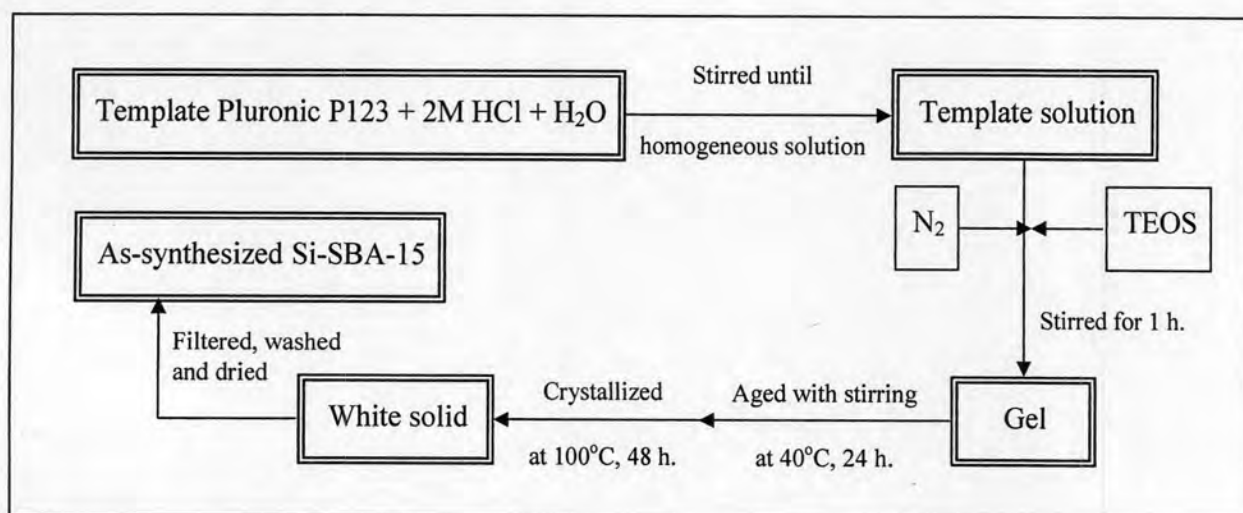 Template Pluronic P123 + 2M HCl + H₂O
Stirred until
homogeneous solution
Template solution
N₂
TEOS
Stirred for 1 h.
Gel
Aged with stirring
at 40°C, 24 h.
Crystallized
at 100°C, 48 h.
White solid
Filtered, washed
and dried
As-synthesized Si-SBA-15